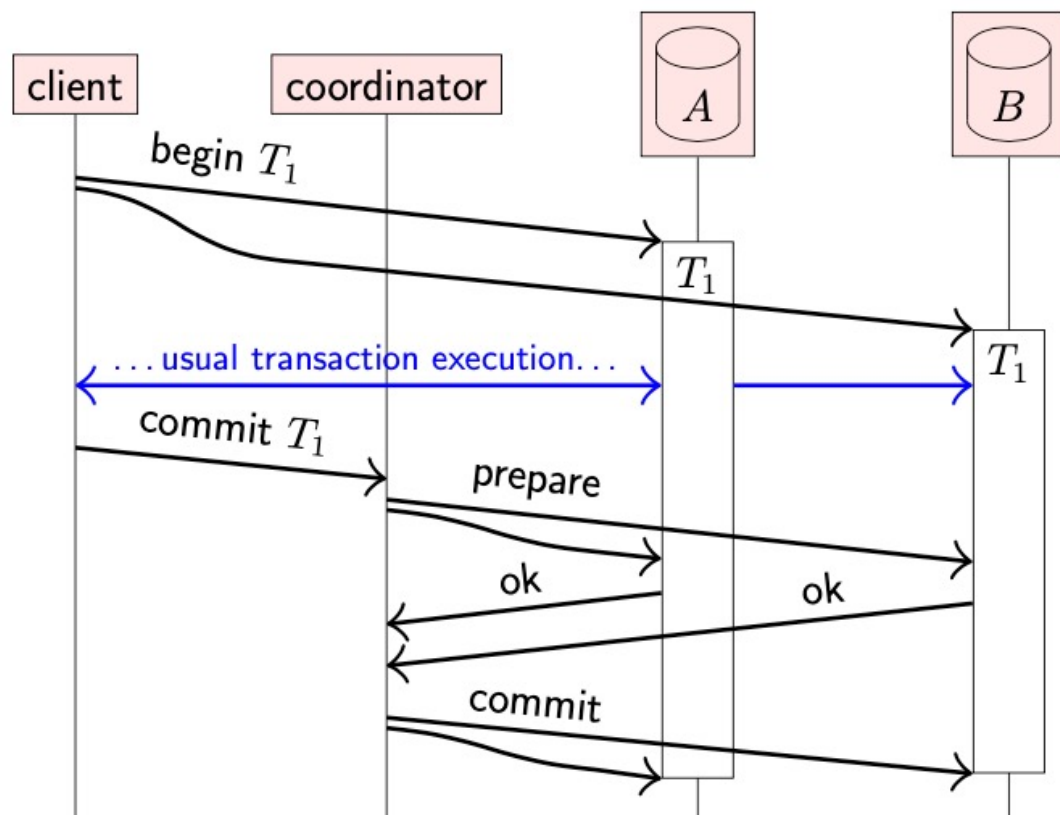 client
coordinator
A
B
begin T₁
T₁
...usual transaction execution...
T₁
commit T₁
prepare
ok
ok
commit